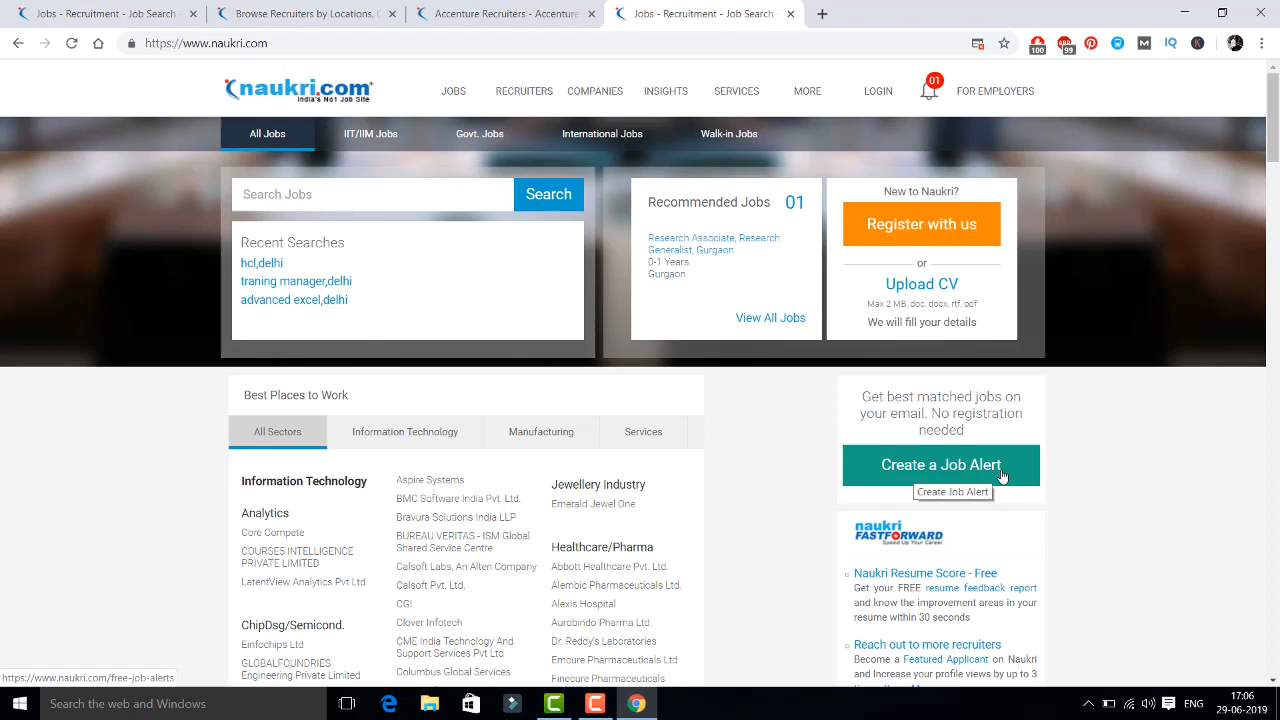 Jobs - Recruitment - Job Search -
Browse Recruiters by Locations, C
Accenture Recruiters - Accenture
Jobs - Recruitment - Job Search -
https://www.naukri.com
100
99
naukri.com
India's No1 Job Site
JOBS RECRUITERS COMPANIES INSIGHTS SERVICES MORE LOGIN 01 FOR EMPLOYERS
All Jobs IIT/IIM Jobs Govt. Jobs International Jobs Walk-in Jobs
Search Jobs Search
Recent Searches
hcl,delhi
traning manager,delhi
advanced excel,delhi
Recommended Jobs 01
Research Associate, Research
Generalist, Gurgaon
0-1 Years
Gurgaon
View All Jobs
New to Naukri?
Register with us
or
Upload CV
Max 2 MB, doc, docx, rtf, pdf
We will fill your details
Best Places to Work
All Sectors Information Technology Manufacturing Services
Information Technology
Analytics
Core Compete
COURSE5 INTELLIGENCE
PRIVATE LIMITED
LatentView Analytics Pvt Ltd.
ChipDsg/Semicond.
Einfochips Ltd
GLOBALFOUNDRIES
Engineering Private Limited
Aspire Systems
BMC Software India Pvt. Ltd.
Bravura Solutions India LLP
BUREAU VERITAS - ISM Global
Shared Service Centre
Calsoft Labs, An Alten Company
Calsoft Pvt. Ltd.
CGI
Clover Infotech
CME India Technology And
Support Services Pvt Ltd
Columbus Global Services
Jewellery Industry
Emerald Jewel One
Healthcare/Pharma
Abbott Healthcare Pvt. Ltd.
Alembic Pharmaceuticals Ltd.
Alexis Hospital
Aurobindo Pharma Ltd.
Dr. Reddy's Laboratories
Emcure Pharmaceuticals Ltd
Get best matched jobs on
your email. No registration
needed
Create a Job Alert
Create Job Alert
naukri
FASTFORWARD
Speed Up Your Career
Naukri Resume Score - Free
Get your FREE resume feedback report
and know the improvement areas in your
resume within 30 seconds
Reach out to more recruiters
Become a Featured Applicant on Naukri
and Increase your profile views by up to 3
https://www.naukri.com/free-job-alerts
Search the web and Windows
ENG
17:06
29-06-2019